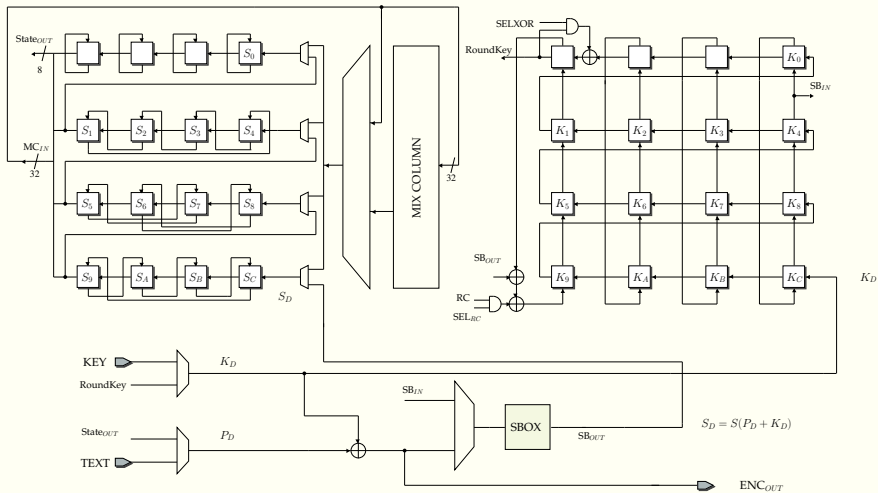 State_OUT
8
S_0
MC_IN
32
S_1 S_2 S_3 S_4
S_5 S_6 S_7 S_8
S_9 S_A S_B S_C
S_D
MIX COLUMN
32
SELXOR
RoundKey
K_0
SB_IN
K_1 K_2 K_3 K_4
K_5 K_6 K_7 K_8
SB_OUT
K_9 K_A K_B K_C
K_D
RC
SEL_RC
KEY
K_D
RoundKey
SB_IN
State_OUT
P_D
SBOX
SB_OUT
S_D = S(P_D + K_D)
TEXT
ENC_OUT